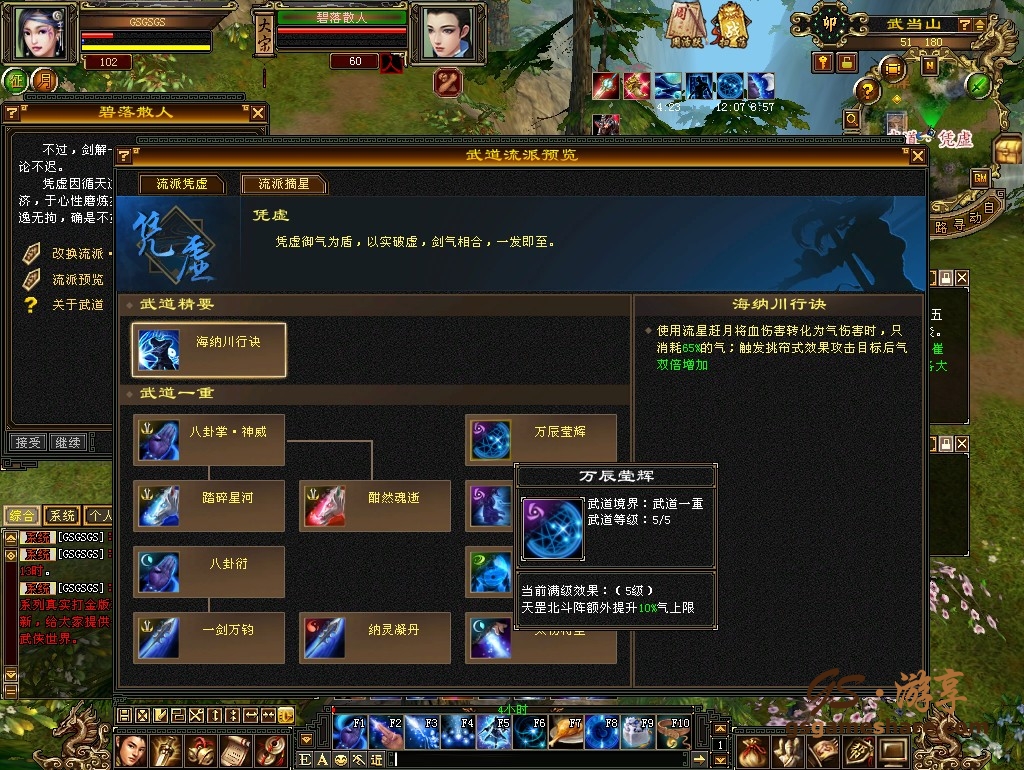 GSGSGS
102
大宗
碧落散人
60
4:23
12:07
8:57
武当山
51 180
N
GM
凭虚
自动寻路
碧落散人
不过，剑解一
论不迟。
凭虚因循天道
济，于心性磨炼
逸无拘，确是不
改换流派
流派预览
关于武道
接受
继续
武道流派预览
流派凭虚
流派摘星
凭虚
凭虚
凭虚御气为盾，以实破虚，剑气相合，一发即至。
武道精要
海纳川行诀
海纳川行诀
使用流星赶月将血伤害转化为气伤害时，只
消耗65%的气；触发挑帘式效果攻击目标后气
双倍增加
武道一重
八卦掌·神威
万辰莹辉
踏碎星河
酣然魂逝
八卦衍
一剑万钧
纳灵凝丹
万辰莹辉
武道境界：武道一重
武道等级：5/5
当前满级效果：（5级）
天罡北斗阵额外提升10%气上限
综合
系统
个人
系统 [GSGSGS]
系统 [GSGSGS]
13时。
系统 [GSGSGS]
系列真实打金版
新，给大家提供
武侠世界。
4小时
F1
F2
F3
F4
F5
F6
F7
F8
F9
F10
1
近
GS·游享